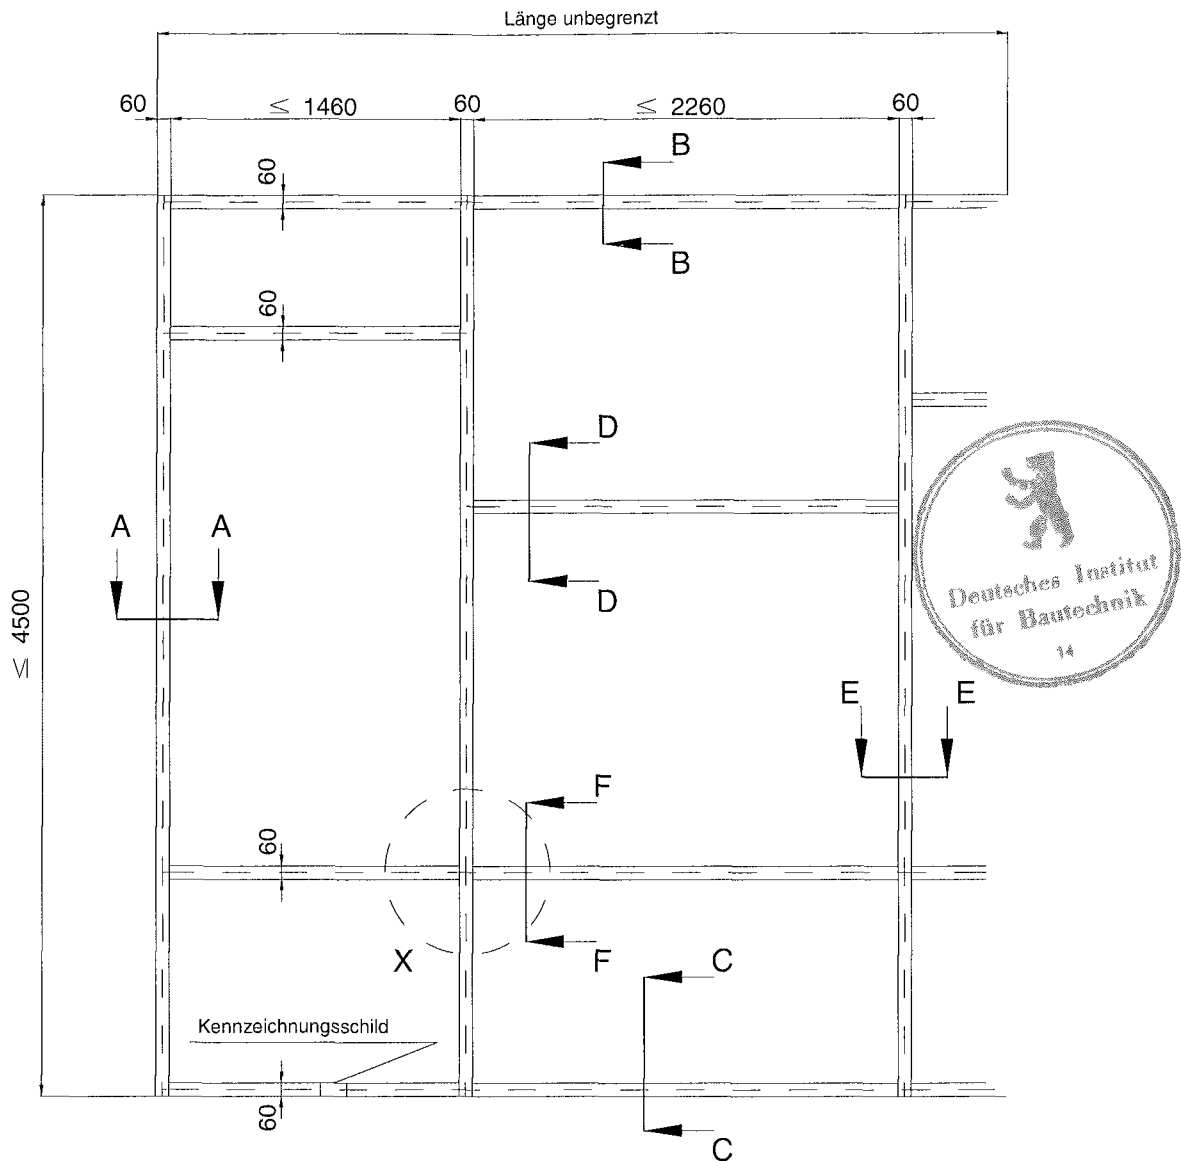 Länge unbegrenzt
60 ≤ 1460 60 ≤ 2260 60
B
60
B
60
D
D
A A
≤ 4500
Deutsches Institut
für Bautechnik
14
E E
F
60
X F C
Kennzeichnungsschild
60
C